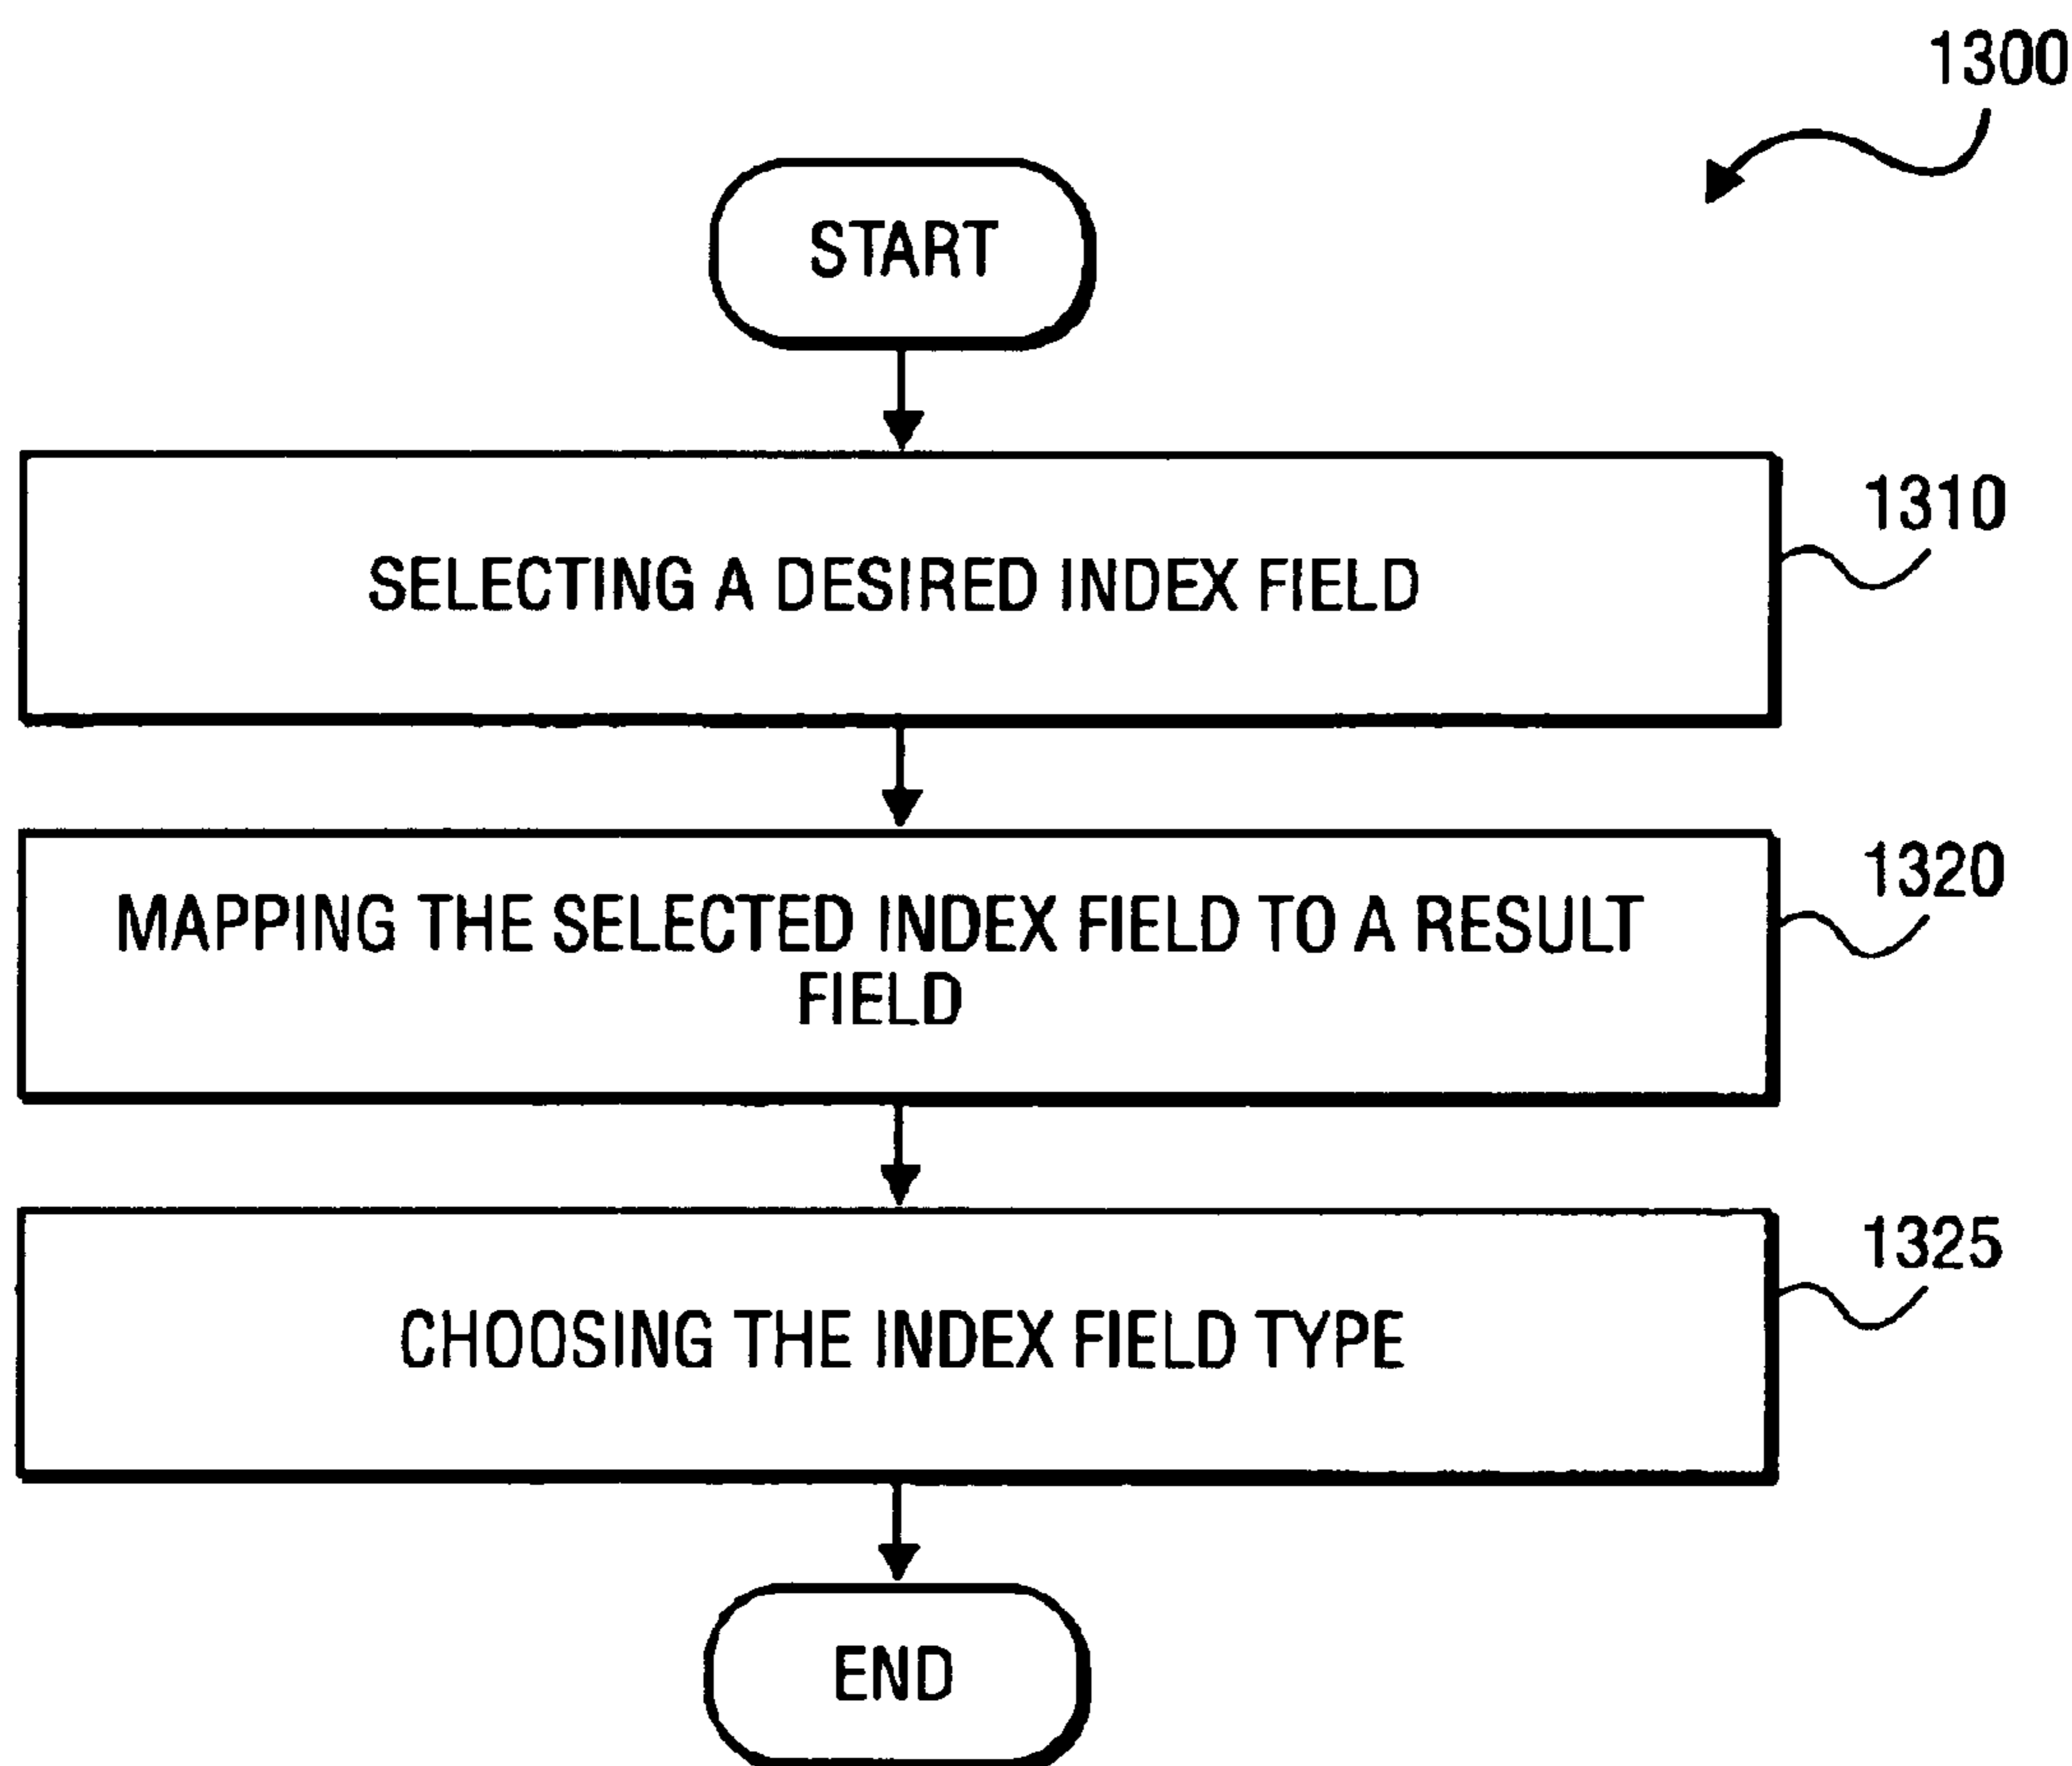 1300
START
SELECTING A DESIRED INDEX FIELD
1310
MAPPING THE SELECTED INDEX FIELD TO A RESULT
FIELD
1320
CHOOSING THE INDEX FIELD TYPE
1325
END